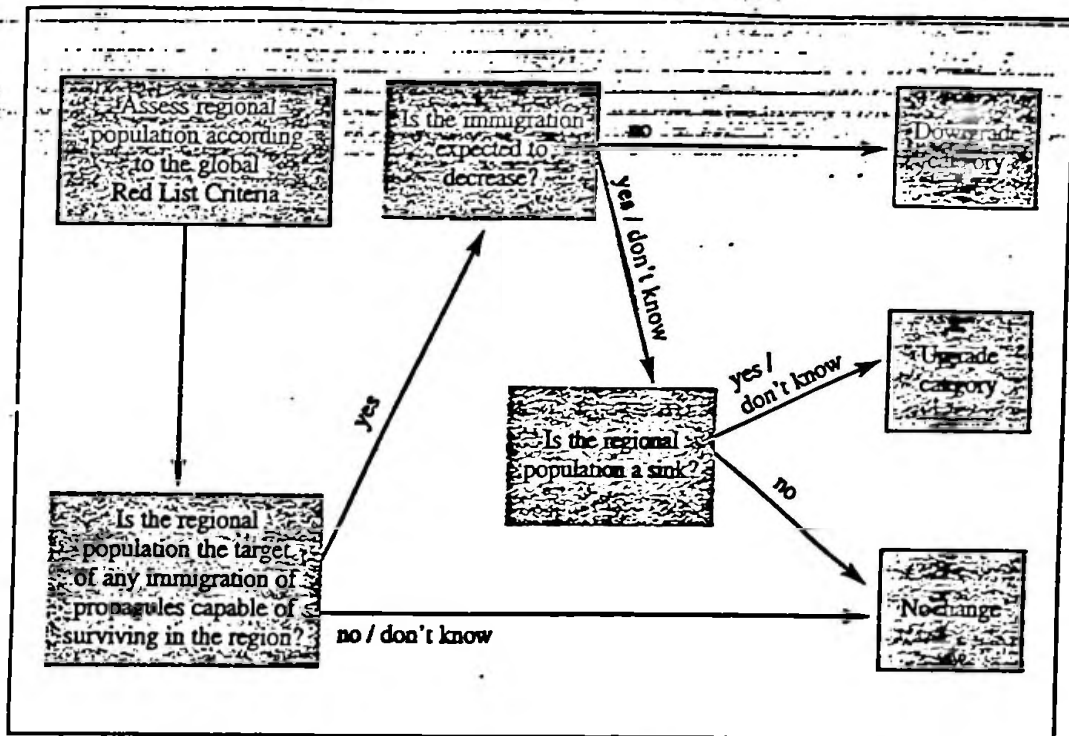 Assess regional
population according
to the global
Red List Criteria
Is the immigration
expected to
decrease?
no
Downgrade
category
yes / don't know
yes
Is the regional
population a sink?
yes /
don't know
Upgrade
category
no
Is the regional
population the target
of any immigration of
propagules capable of
surviving in the region?
no / don't know
No change